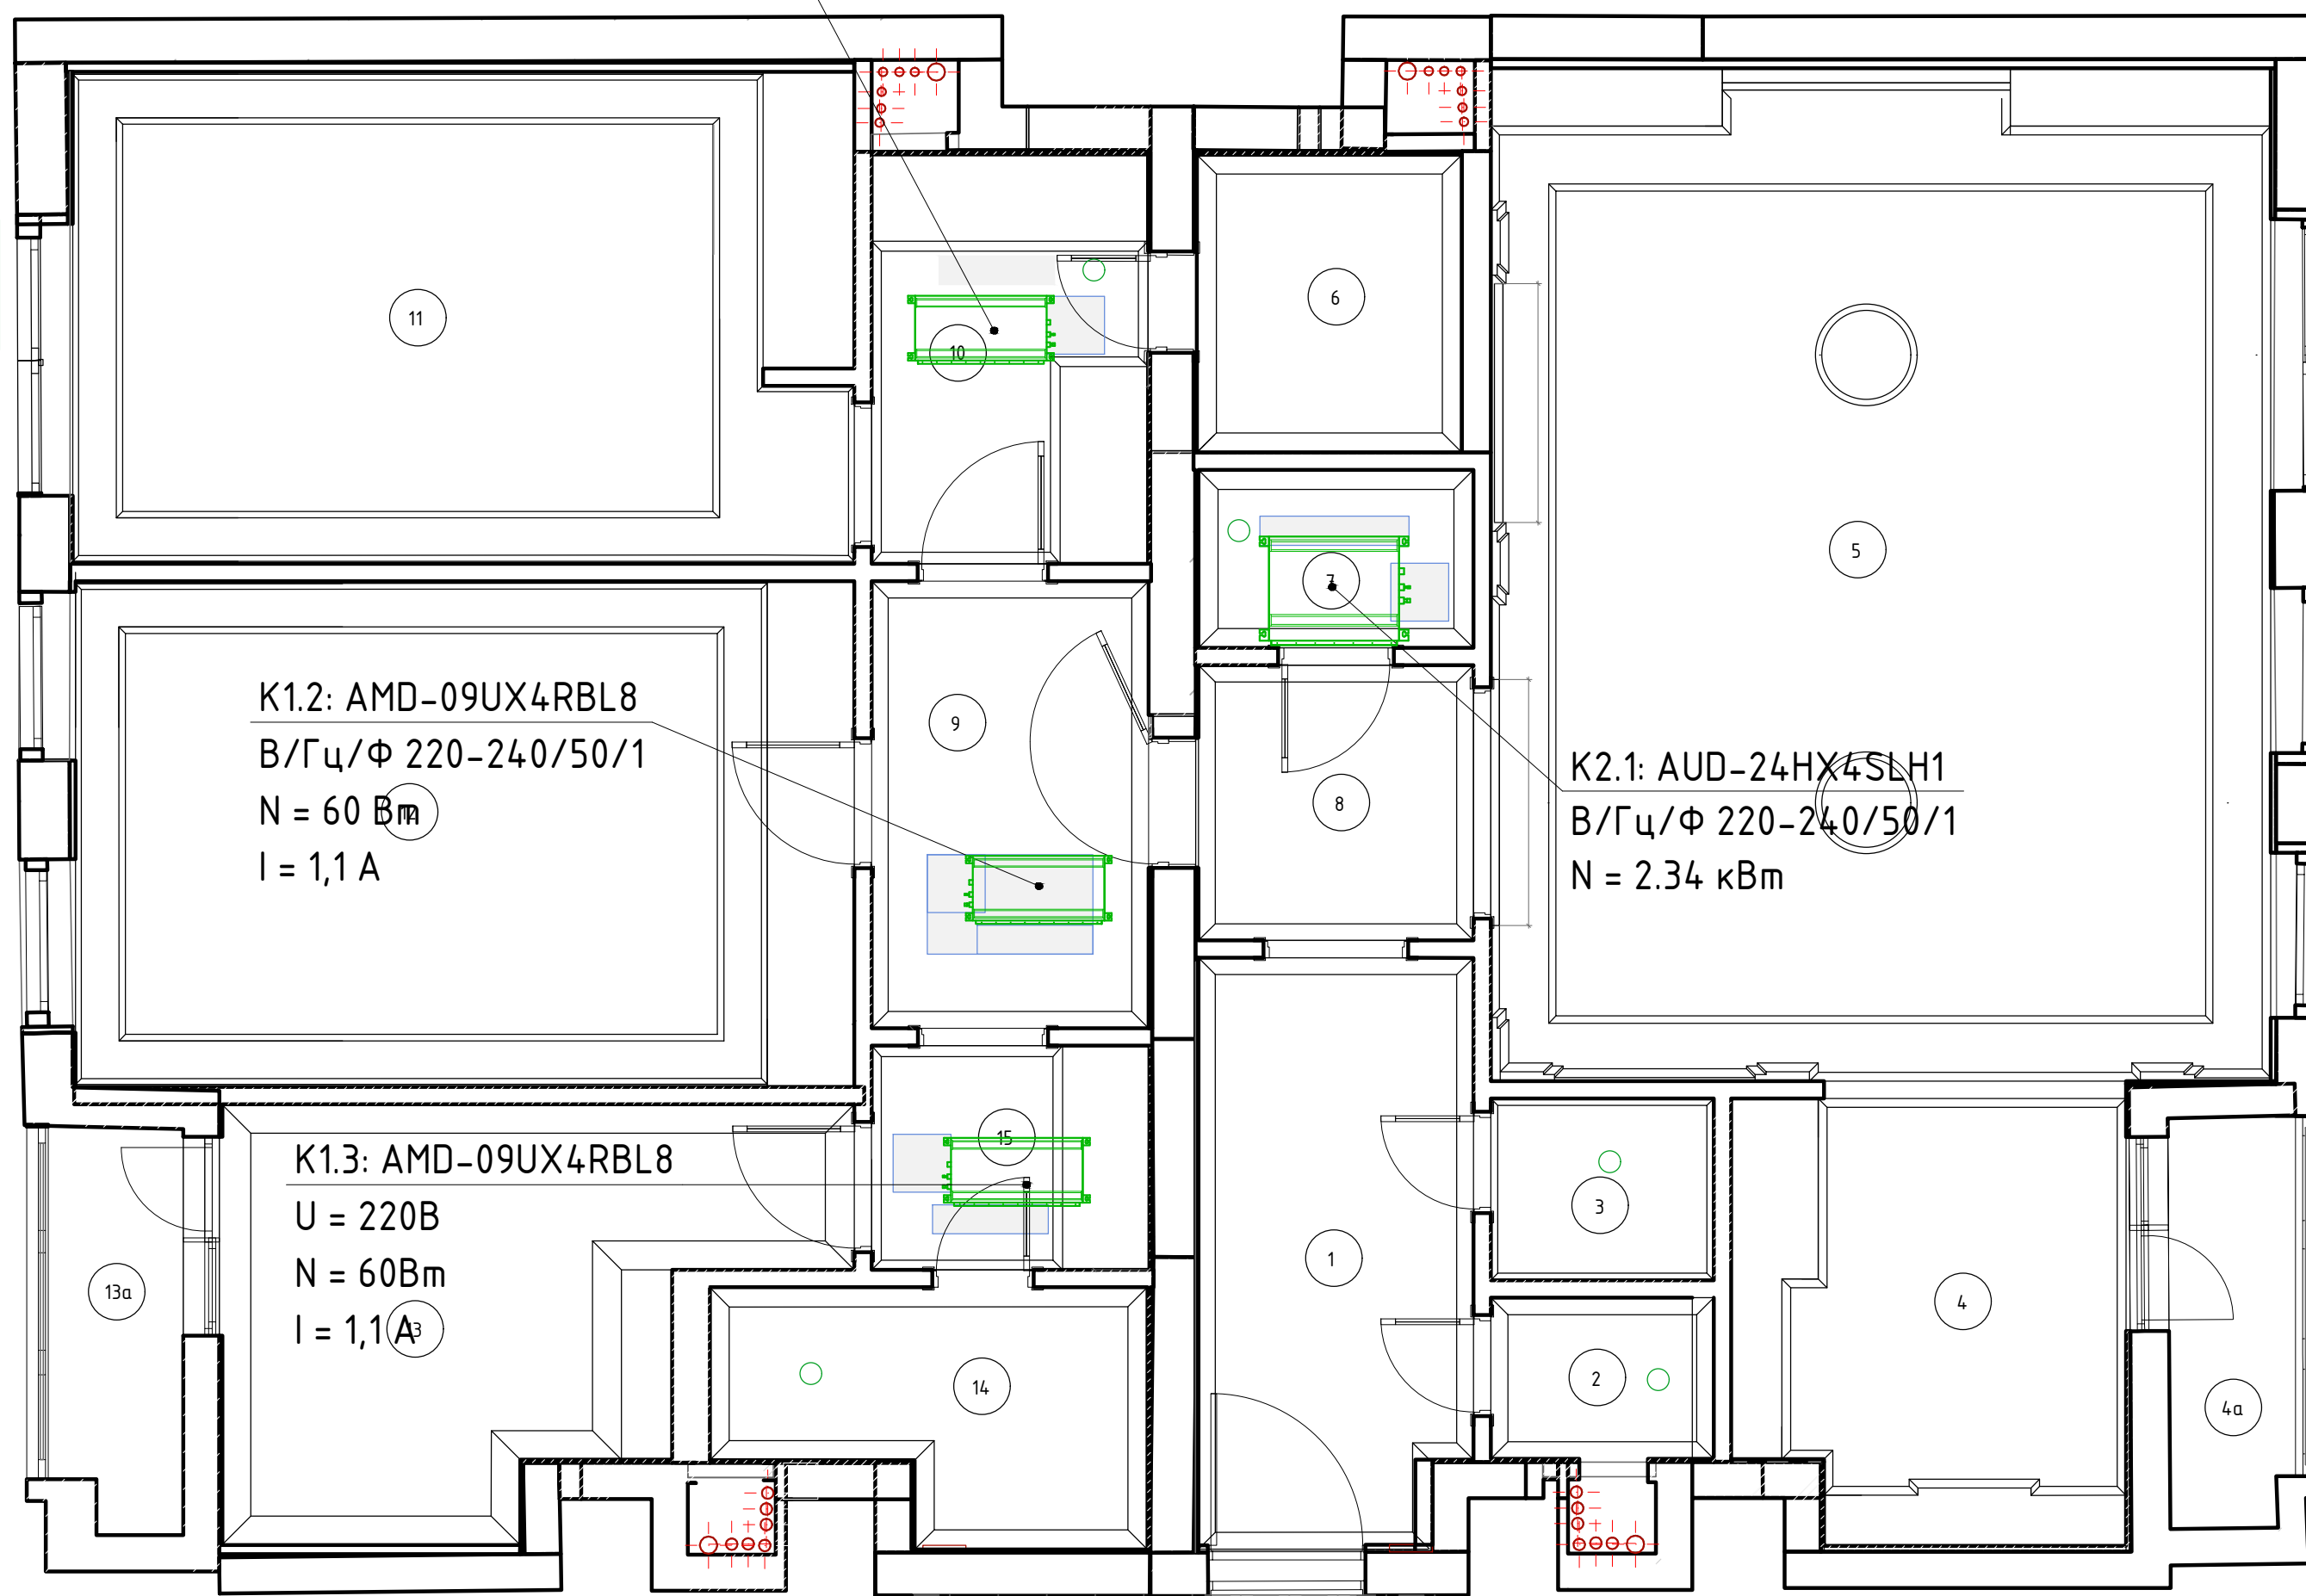 11
6
10
5
7
K1.2: AMD-09UX4RBL8
В/Гц/Ф 220-240/50/1
N = 60 Вт
I = 1,1 А
12
9
8
K2.1: AUD-24HX4SLH1
В/Гц/Ф 220-240/50/1
N = 2.34 кВт
K1.3: AMD-09UX4RBL8
U = 220В
N = 60Вт
I = 1,1 А
13
13а
15
3
1
4
14
2
4а